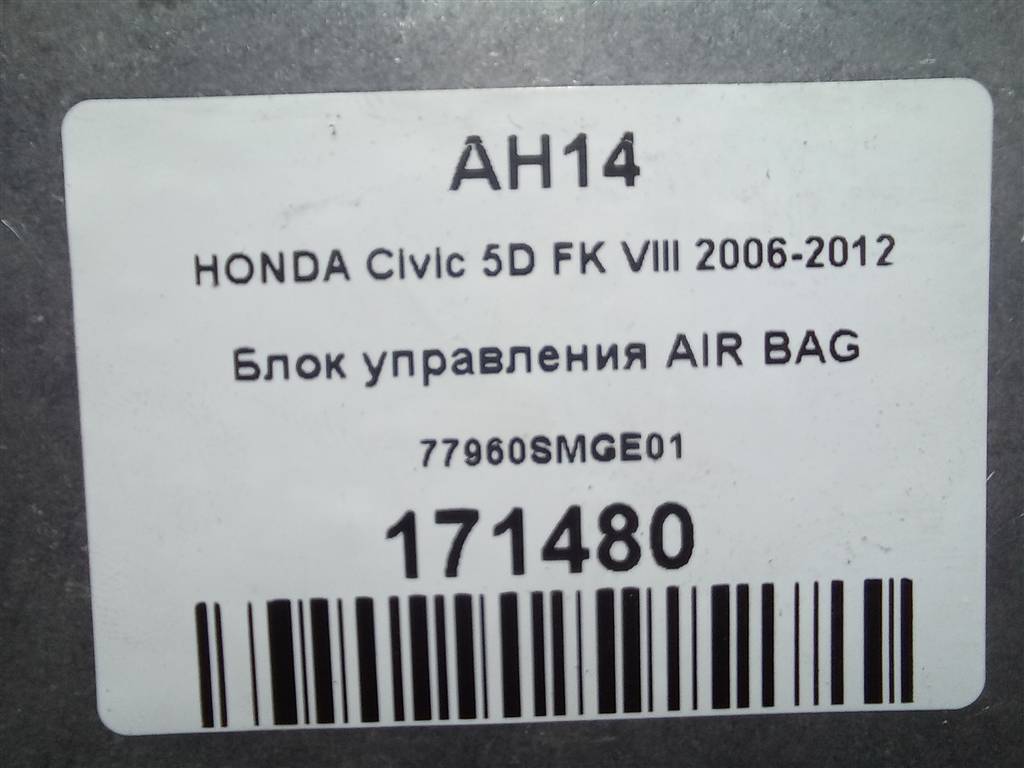 AH14
HONDA Civic 5D FK VIII 2006-2012
Блок управления AIR BAG
77960SMGE01
171480